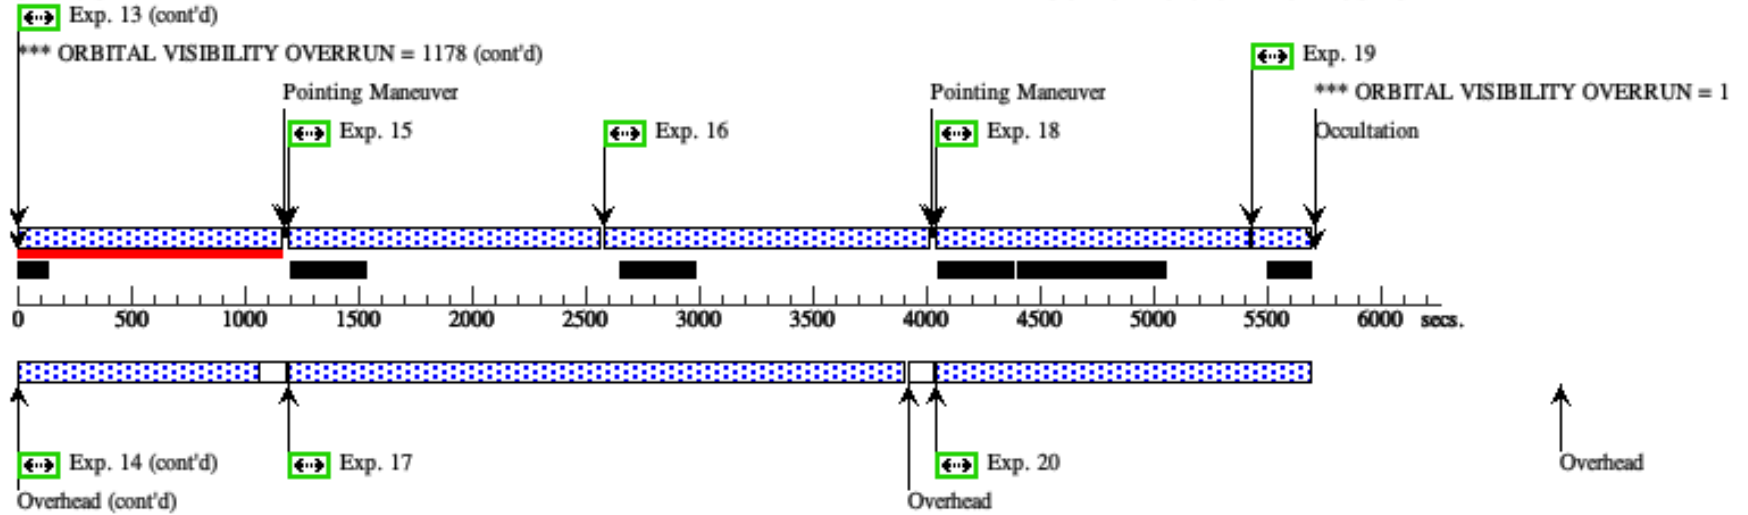 Exp. 13 (cont'd)
*** ORBITAL VISIBILITY OVERRUN = 1178 (cont'd)
Exp. 19
Pointing Maneuver
Pointing Maneuver
*** ORBITAL VISIBILITY OVERRUN = 1
Exp. 15
Exp. 16
Exp. 18
Occultation
0 500 1000 1500 2000 2500 3000 3500 4000 4500 5000 5500 6000 secs.
Exp. 14 (cont'd)
Exp. 17
Exp. 20
Overhead
Overhead (cont'd)
Overhead